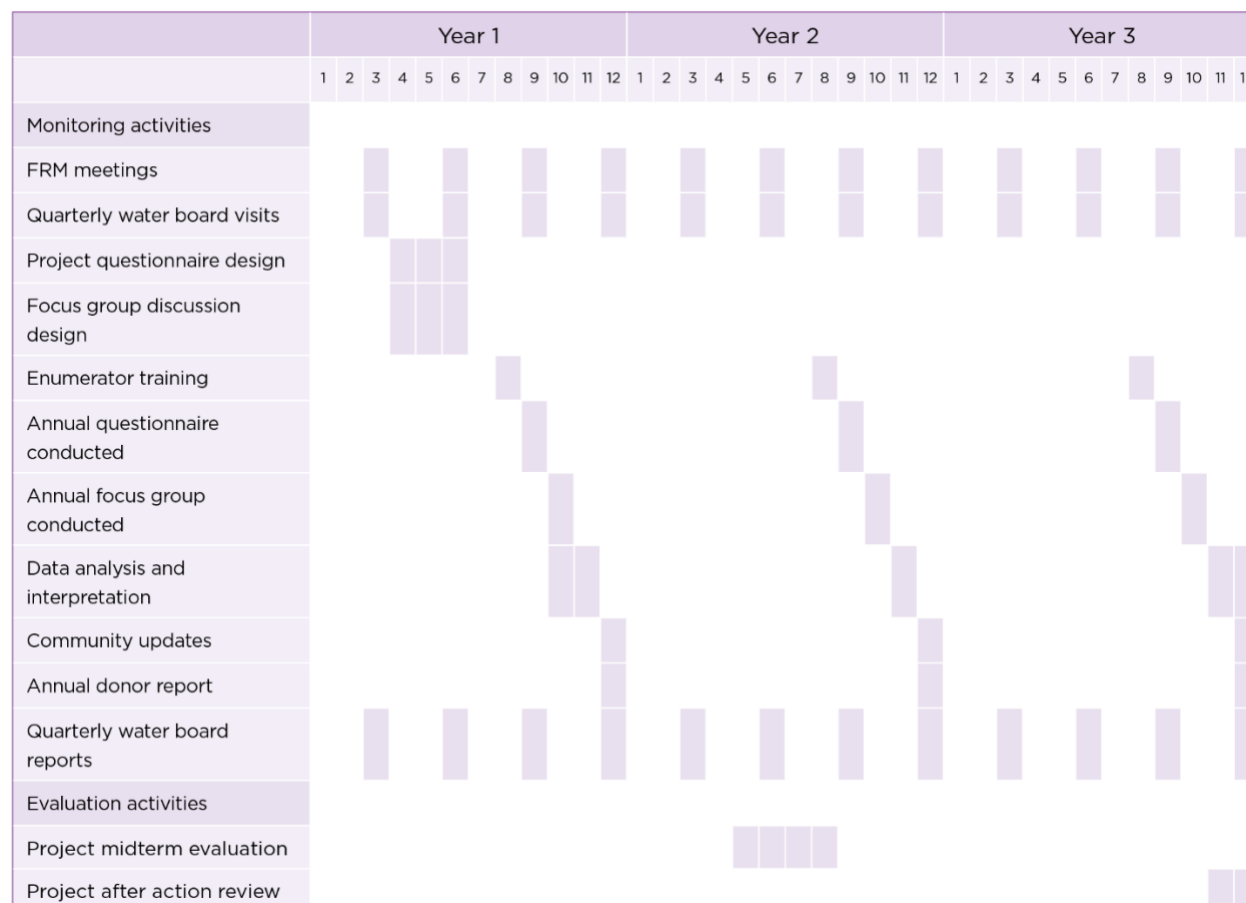 Year 1 Year 2 Year 3
1 2 3 4 5 6 7 8 9 10 11 12 1 2 3 4 5 6 7 8 9 10 11 12 1 2 3 4 5 6 7 8 9 10 11 1
Monitoring activities
FRM meetings
Quarterly water board visits
Project questionnaire design
Focus group discussion
design
Enumerator training
Annual questionnaire
conducted
Annual focus group
conducted
Data analysis and
interpretation
Community updates
Annual donor report
Quarterly water board
reports
Evaluation activities
Project midterm evaluation
Project after action review